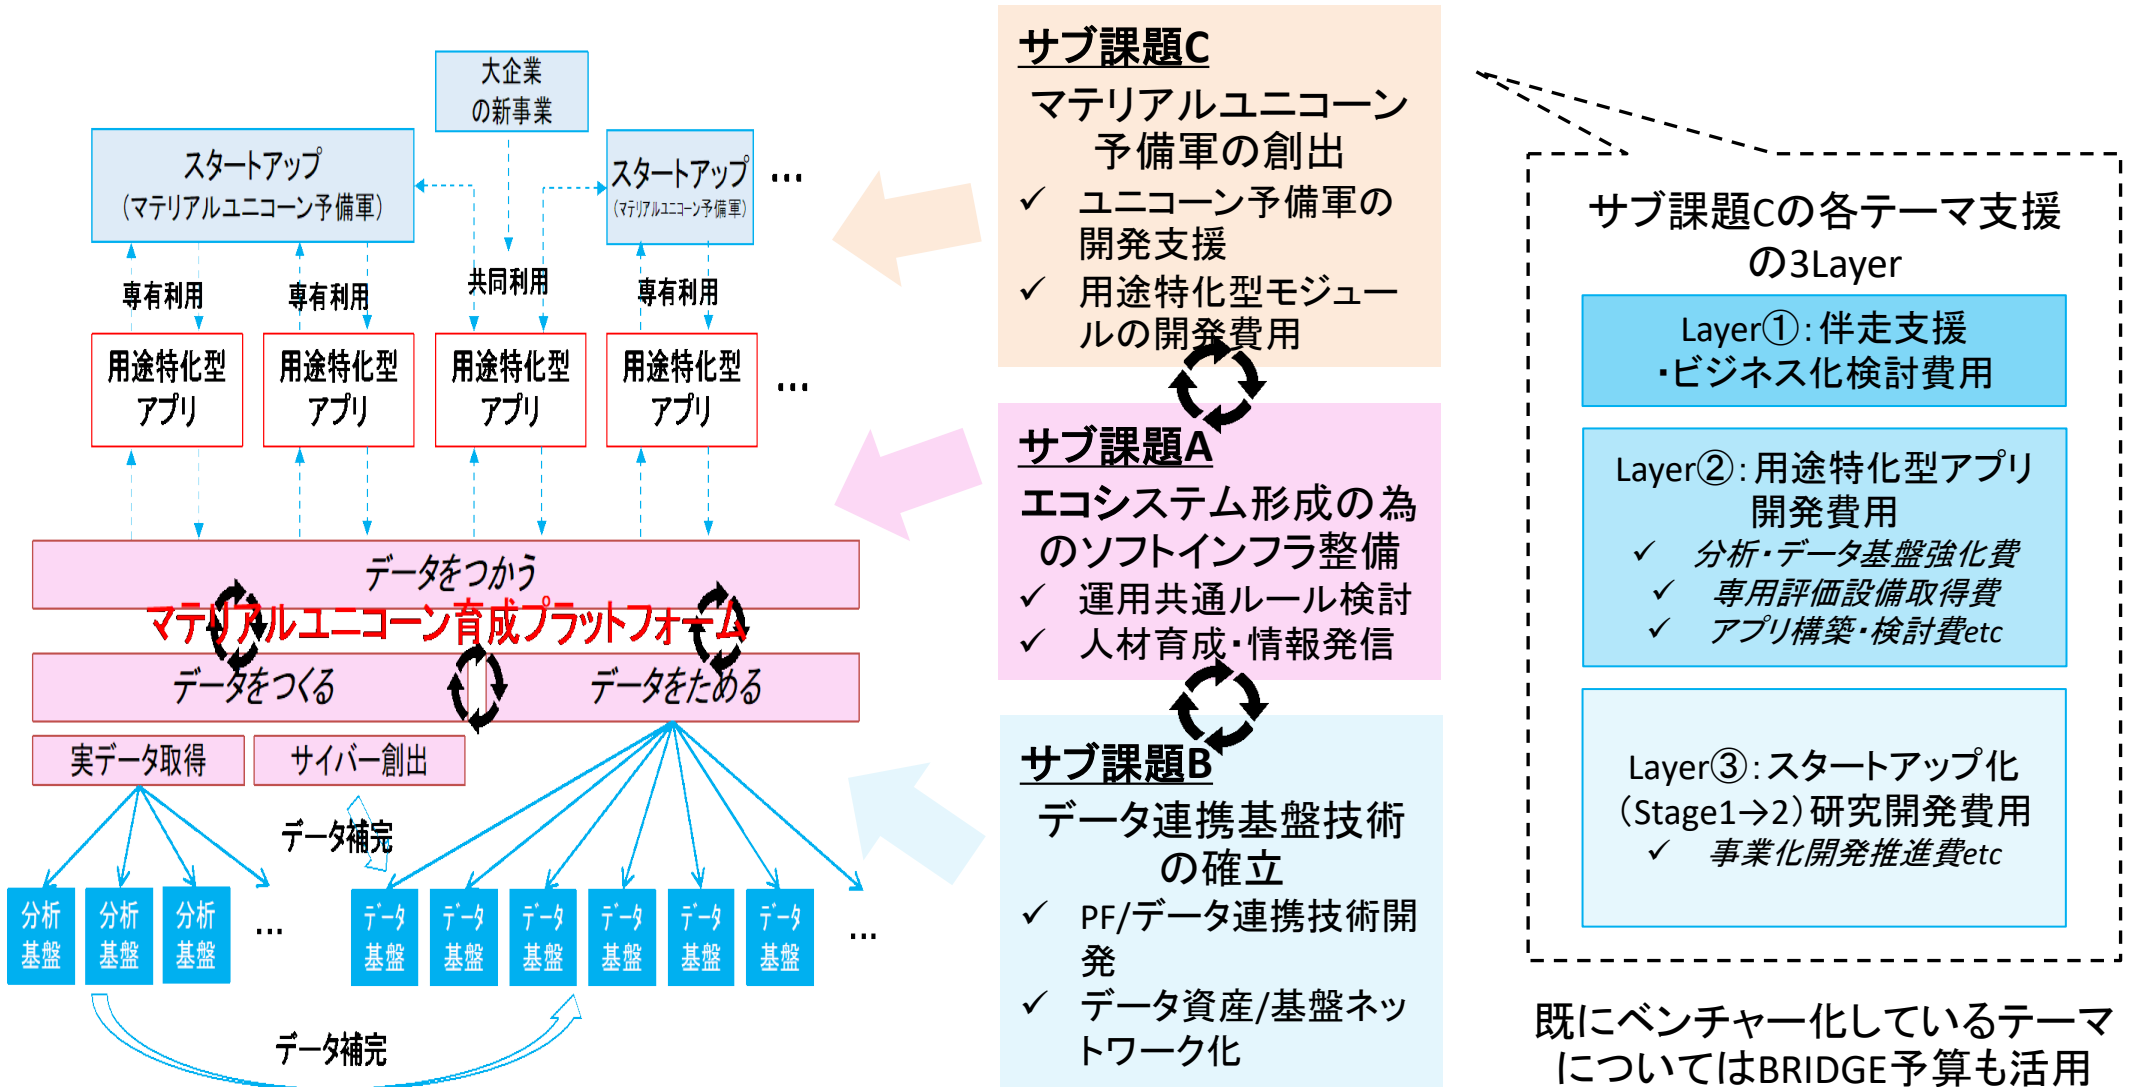 大企業
の新事業
スタートアップ
（マテリアルユニコーン予備軍）
スタートアップ
（マテリアルユニコーン予備軍）
…
専有利用
専有利用
共同利用
専有利用
用途特化型
アプリ
用途特化型
アプリ
用途特化型
アプリ
用途特化型
アプリ
…
データをつかう
マテリアルユニコーン育成プラットフォーム
データをつくる
データをためる
実データ取得
サイバー創出
データ補完
分析
基盤
分析
基盤
分析
基盤
…
データ
基盤
データ
基盤
データ
基盤
データ
基盤
データ
基盤
データ
基盤
…
データ補完
サブ課題C
マテリアルユニコーン
予備軍の創出
✓ ユニコーン予備軍の
開発支援
✓ 用途特化型モジュー
ルの開発費用
サブ課題A
エコシステム形成の為
のソフトインフラ整備
✓ 運用共通ルール検討
✓ 人材育成・情報発信
サブ課題B
データ連携基盤技術
の確立
✓ PF/データ連携技術開
発
✓ データ資産/基盤ネッ
トワーク化
サブ課題Cの各テーマ支援
の3Layer
Layer①：伴走支援
・ビジネス化検討費用
Layer②：用途特化型アプリ
開発費用
✓ 分析・データ基盤強化費
✓ 専用評価設備取得費
✓ アプリ構築・検討費etc
Layer③：スタートアップ化
（Stage1→2）研究開発費用
✓ 事業化開発推進費etc
既にベンチャー化しているテーマ
についてはBRIDGE予算も活用